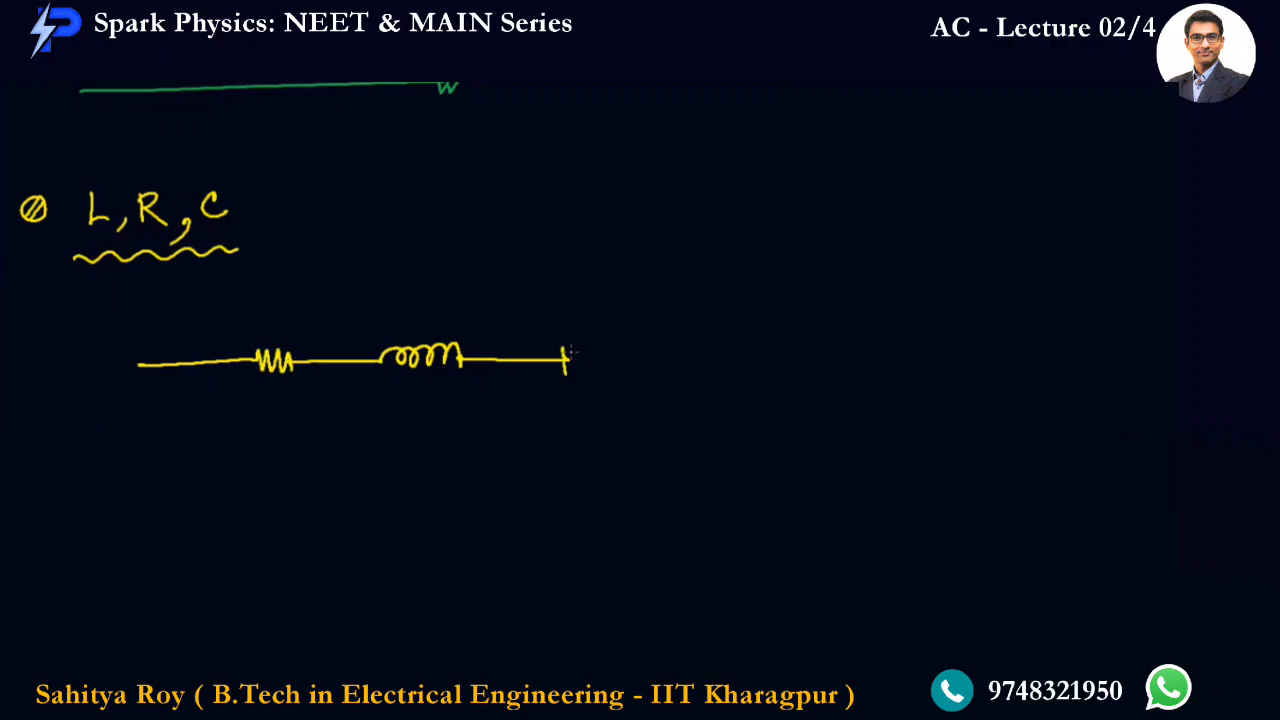 Spark Physics: NEET & MAIN Series
AC - Lecture 02/4
w
L, R, C
Sahitya Roy ( B.Tech in Electrical Engineering - IIT Kharagpur )
9748321950